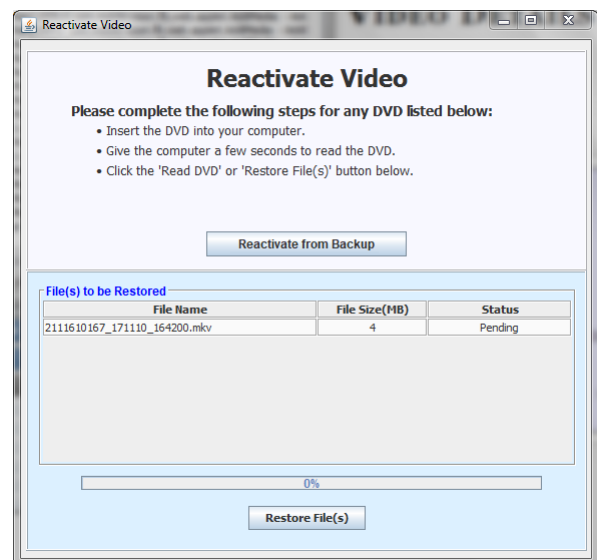 Reactivate Video
VIDEO DETAILS
Reactivate Video
Please complete the following steps for any DVD listed below:
• Insert the DVD into your computer.
• Give the computer a few seconds to read the DVD.
• Click the 'Read DVD' or 'Restore File(s)' button below.
Reactivate from Backup
File(s) to be Restored
File Name File Size(MB) Status
2111610167_171110_164200.mkv 4 Pending
0%
Restore File(s)